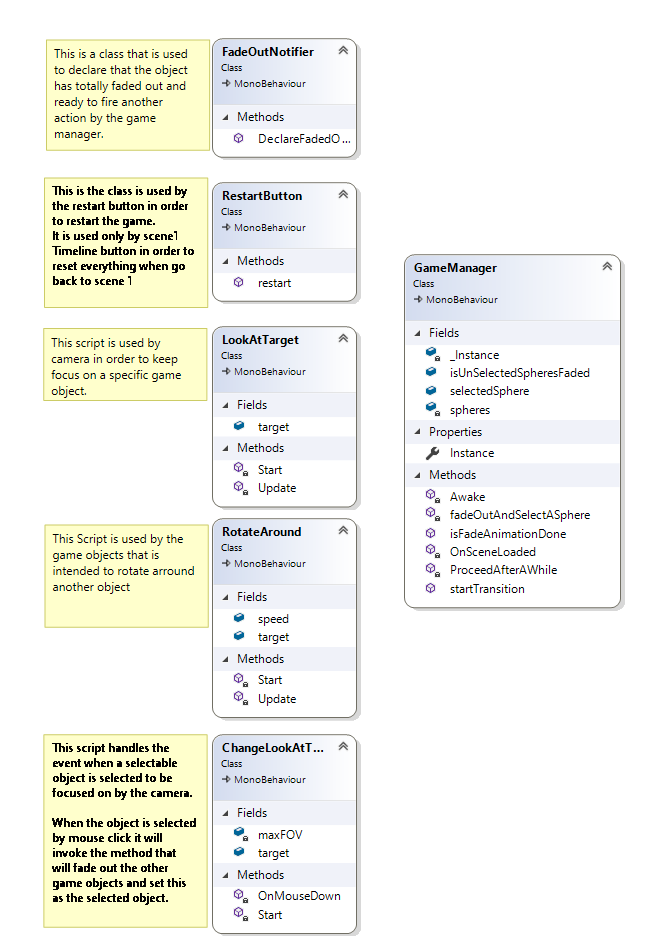 This is a class that is used
to declare that the object
has totally faded out and
ready to fire another
action by the game
manager.
FadeOutNotifier
Class
MonoBehaviour
Methods
DeclareFadedO...
This is the class is used by
the restart button in order
to restart the game.
It is used only by scene1
Timeline button in order to
reset everything when go
back to scene 1
RestartButton
Class
MonoBehaviour
Methods
restart
This script is used by
camera in order to keep
focus on a specific game
object.
LookAtTarget
Class
MonoBehaviour
Fields
target
Methods
Start
Update
This Script is used by the
game objects that is
intended to rotate arround
another object
RotateAround
Class
MonoBehaviour
Fields
speed
target
Methods
Start
Update
This script handles the
event when a selectable
object is selected to be
focused on by the camera.
When the object is selected
by mouse click it will
invoke the method that
will fade out the other
game objects and set this
as the selected object.
ChangeLookAtT...
Class
MonoBehaviour
Fields
maxFOV
target
Methods
OnMouseDown
Start
GameManager
Class
MonoBehaviour
Fields
_Instance
isUnSelectedSpheresFaded
selectedSphere
spheres
Properties
Instance
Methods
Awake
fadeOutAndSelectASphere
isFadeAnimationDone
OnSceneLoaded
ProceedAfterAWhile
startTransition